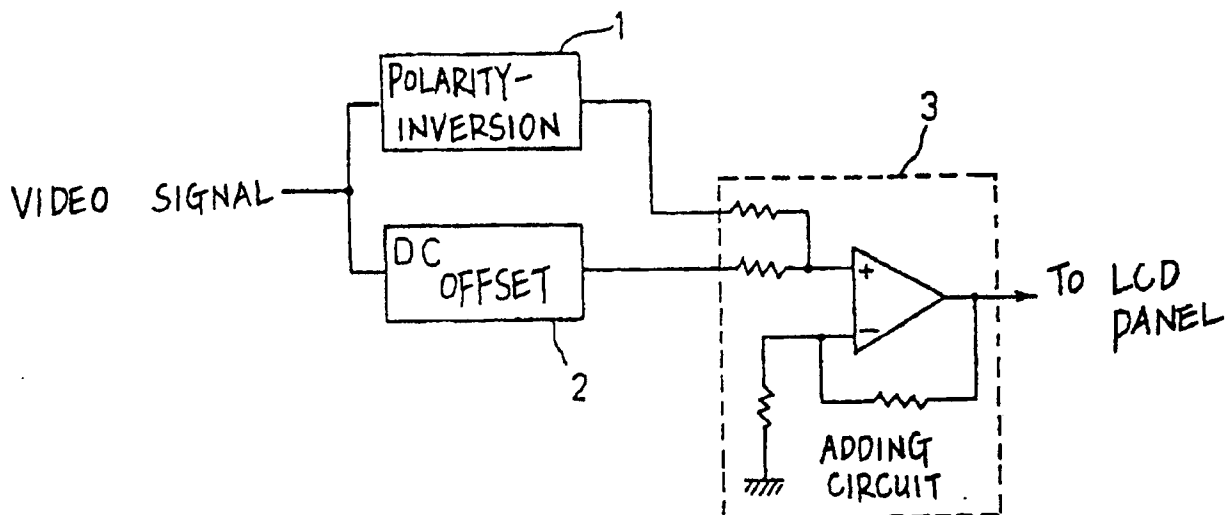 1
POLARITY-
INVERSION
3
VIDEO SIGNAL
DC
OFFSET
+
−
TO LCD
PANEL
2
ADDING
CIRCUIT